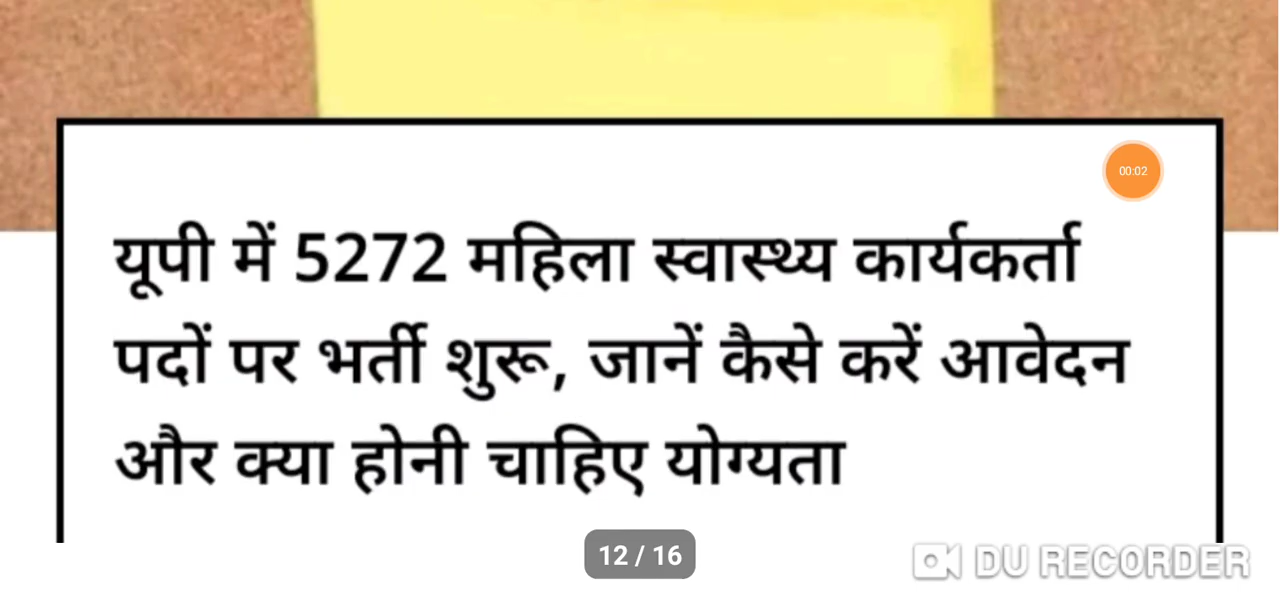 00:02
यूपी में 5272 महिला स्वास्थ्य कार्यकर्ता
पदों पर भर्ती शुरू, जानें कैसे करें आवेदन
और क्या होनी चाहिए योग्यता
12 / 16
DU RECORDER